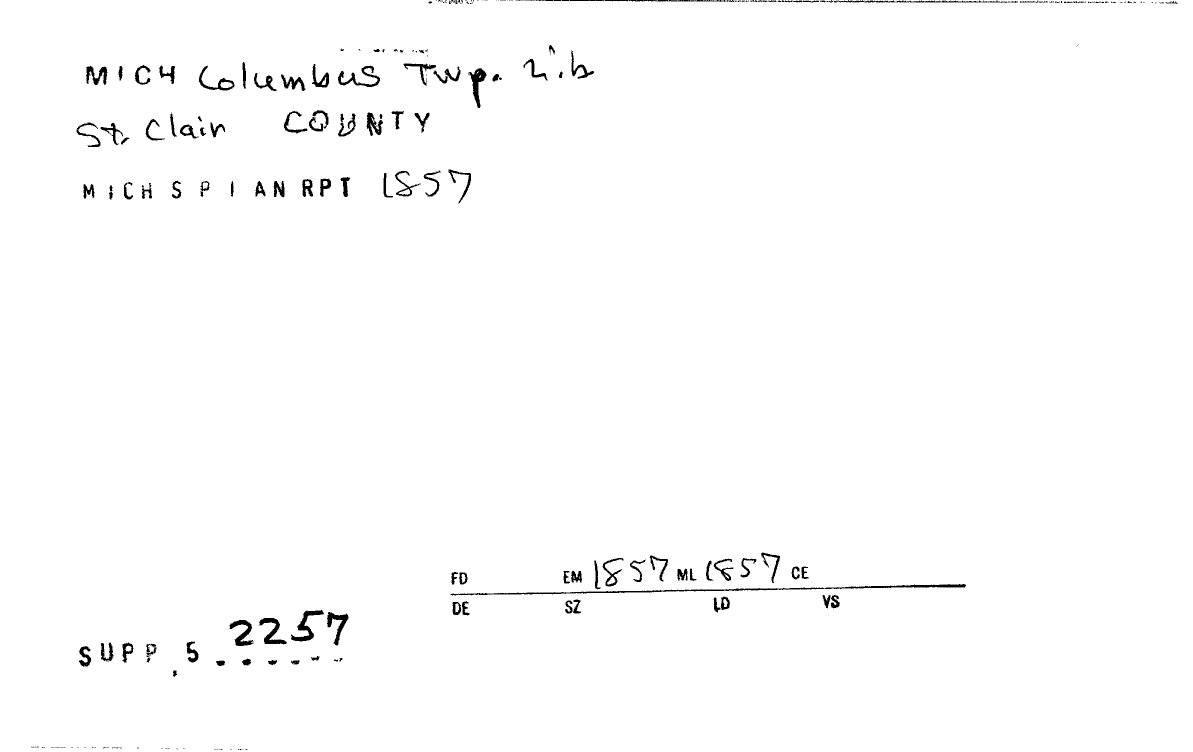 MICH Columbus Twp. Lib
St. Clair COUNTY
MICH S P I AN RPT 1857
FD EM 1857 ML 1857 CE
DE SZ LD VS
SUPP. 5 2257